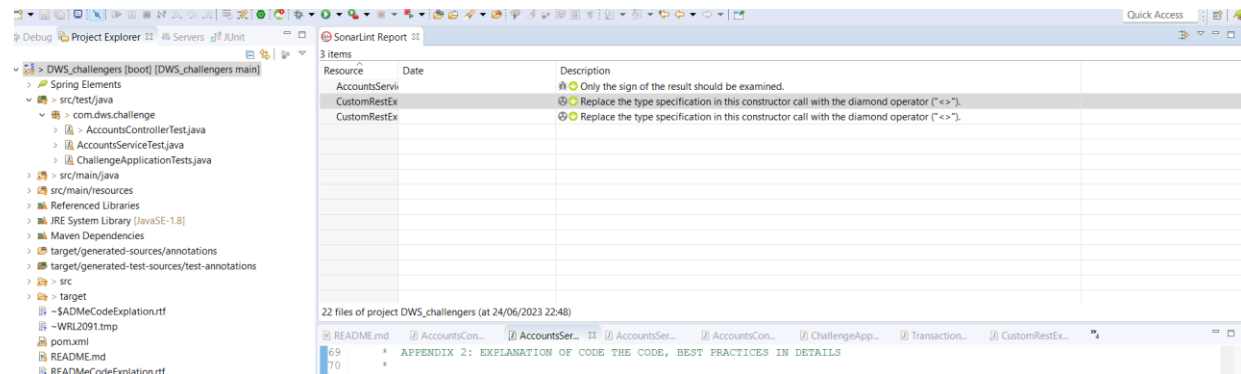 Quick Access
Debug Project Explorer Servers JUnit
> DWS_challengers [boot] [DWS_challengers main]
> Spring Elements
> src/test/java
> com.dws.challenge
> > AccountsControllerTest.java
> AccountsServiceTest.java
> ChallengeApplicationTests.java
> > src/main/java
> src/main/resources
> Referenced Libraries
> JRE System Library [JavaSE-1.8]
> Maven Dependencies
> target/generated-sources/annotations
> target/generated-test-sources/test-annotations
> > src
> > target
~$ADMeCodeExplation.rtf
~WRL2091.tmp
pom.xml
README.md
READMeCodeExplation.rtf
SonarLint Report
3 items
Resource Date Description
AccountsServi Only the sign of the result should be examined.
CustomRestEx Replace the type specification in this constructor call with the diamond operator ("<>").
CustomRestEx Replace the type specification in this constructor call with the diamond operator ("<>").
22 files of project DWS_challengers (at 24/06/2023 22:48)
README.md AccountsCon... AccountsSer... AccountsSer... AccountsCon... ChallengeApp... Transaction... CustomRestEx... »4
69 * APPENDIX 2: EXPLANATION OF CODE THE CODE, BEST PRACTICES IN DETAILS
70 *